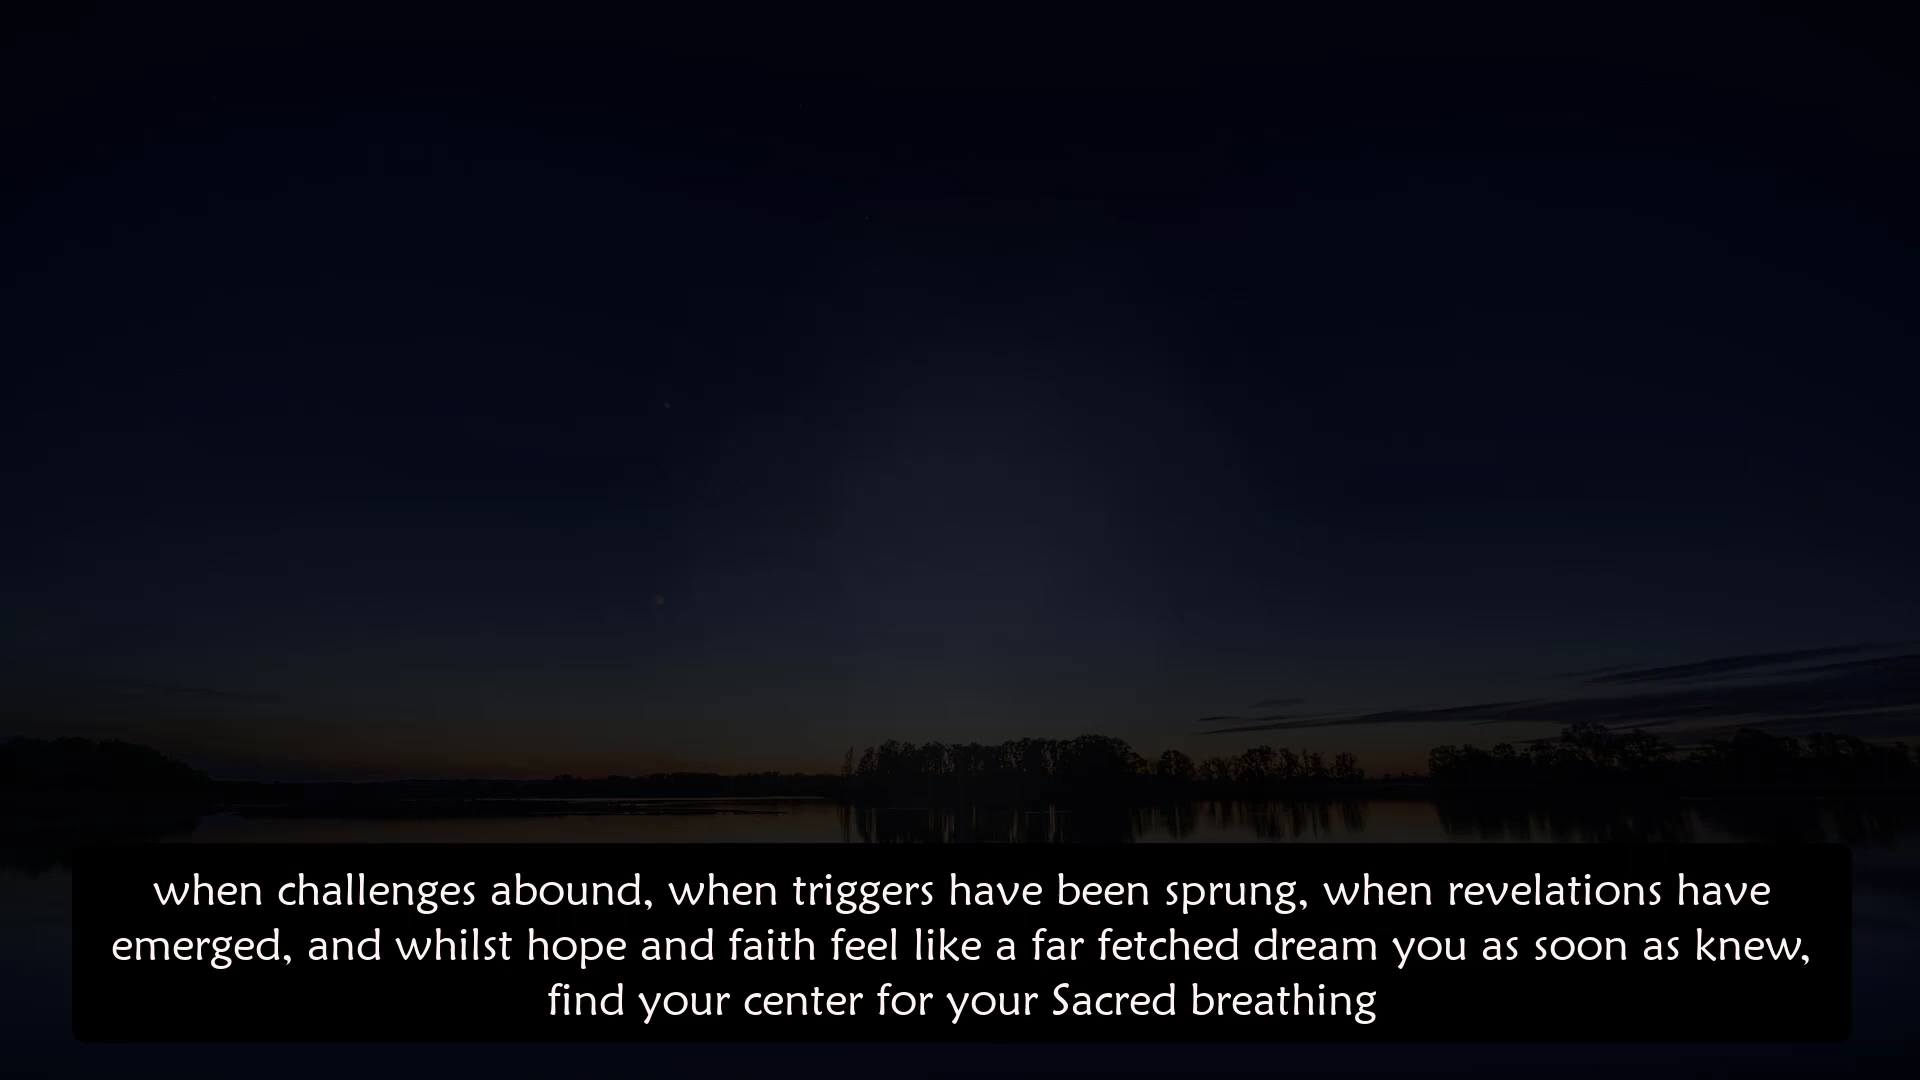 when challenges abound, when triggers have been sprung, when revelations have
emerged, and whilst hope and faith feel like a far fetched dream you as soon as knew,
find your center for your Sacred breathing